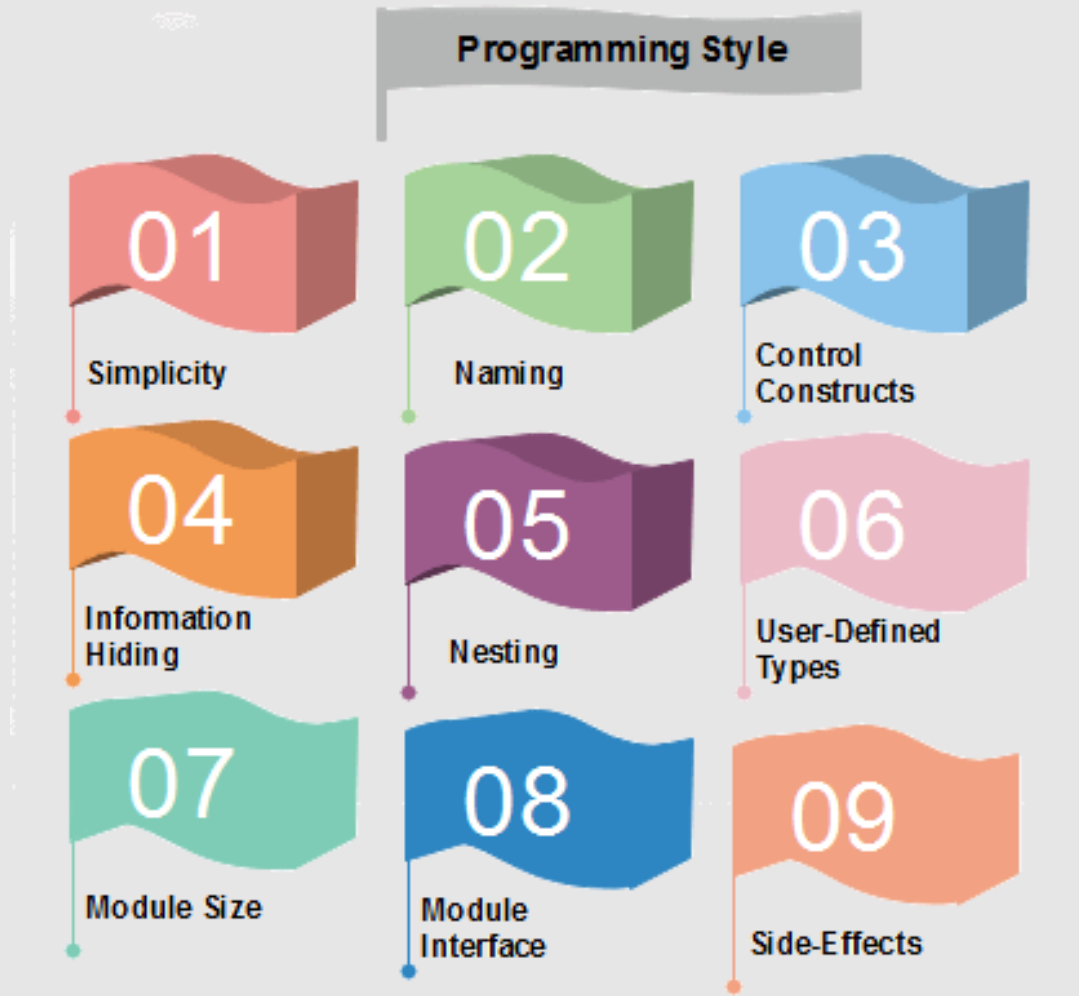 Programming Style
01
Simplicity
02
Naming
03
Control
Constructs
04
Information
Hiding
05
Nesting
06
User-Defined
Types
07
Module Size
08
Module
Interface
09
Side-Effects